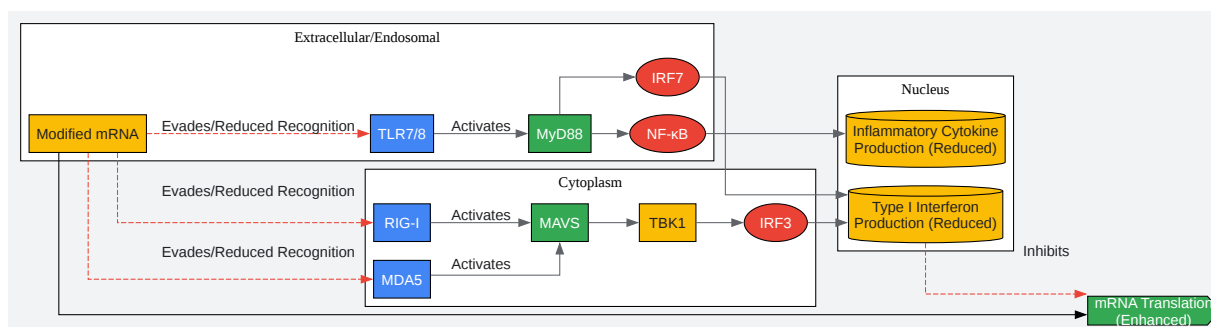 Extracellular/Endosomal
IRF7
Nucleus
Modified mRNA
Evades/Reduced Recognition
TLR7/8
Activates
MyD88
NF-κB
Inflammatory Cytokine
Production (Reduced)
Cytoplasm
Evades/Reduced Recognition
RIG-I
Activates
MAVS
TBK1
IRF3
Type I Interferon
Production (Reduced)
Evades/Reduced Recognition
MDA5
Activates
Inhibits
mRNA Translation
(Enhanced)